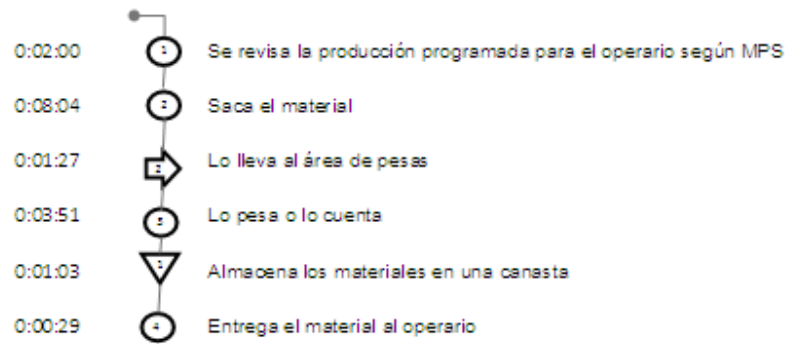 0:02:00 1 Se revisa la producción programada para el operario según MPS
0:08:04 2 Saca el material
0:01:27 Lo lleva al área de pesas
0:03:51 3 Lo pesa o lo cuenta
0:01:03 1 Almacena los materiales en una canasta
0:00:29 4 Entrega el material al operario